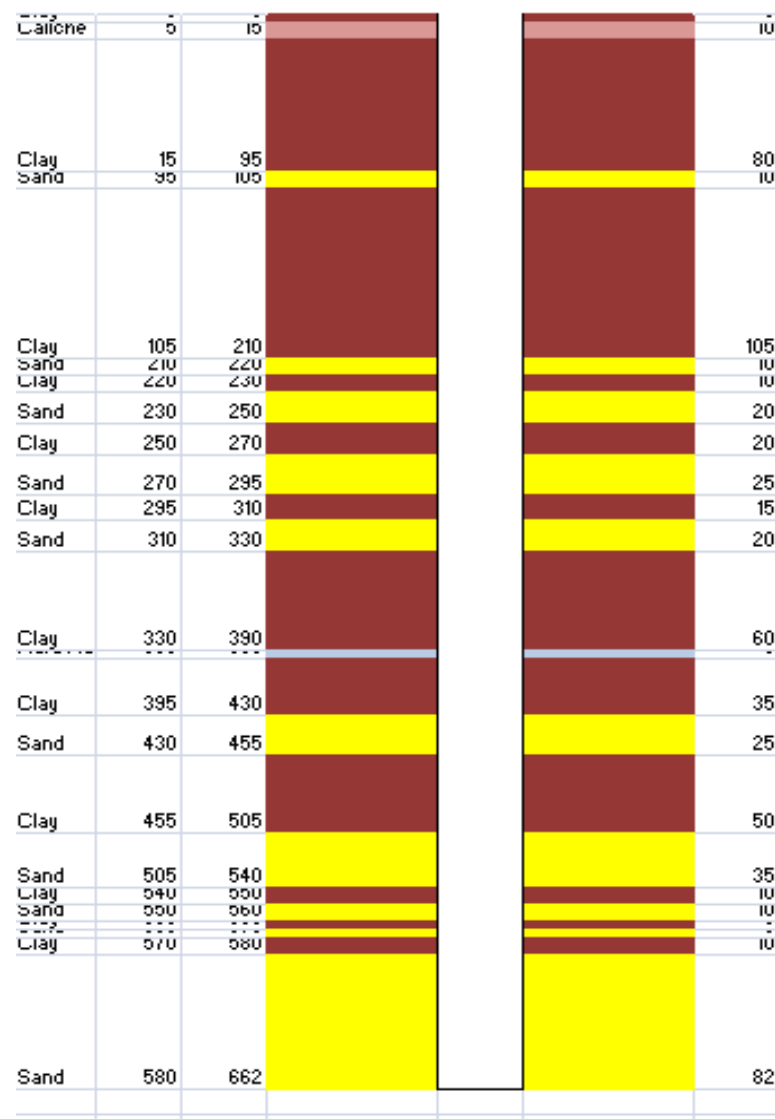 Caliche 5 15 10
Clay 15 95 80
Sand 95 105 10
Clay 105 210 105
Sand 210 220 10
Clay 220 230 10
Sand 230 250 20
Clay 250 270 20
Sand 270 295 25
Clay 295 310 15
Sand 310 330 20
Clay 330 390 60
Clay 395 430 35
Sand 430 455 25
Clay 455 505 50
Sand 505 540 35
Clay 540 550 10
Sand 550 560 10
Clay 570 580 10
Sand 580 662 82